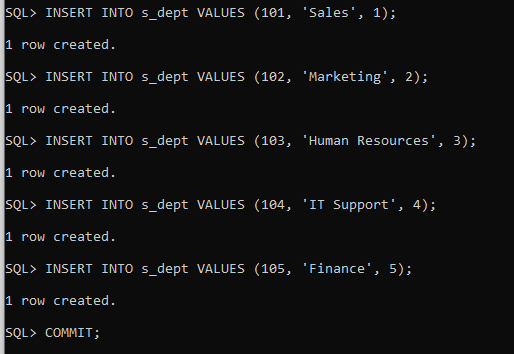 SQL> INSERT INTO s_dept VALUES (101, 'Sales', 1);
1 row created.
SQL> INSERT INTO s_dept VALUES (102, 'Marketing', 2);
1 row created.
SQL> INSERT INTO s_dept VALUES (103, 'Human Resources', 3);
1 row created.
SQL> INSERT INTO s_dept VALUES (104, 'IT Support', 4);
1 row created.
SQL> INSERT INTO s_dept VALUES (105, 'Finance', 5);
1 row created.
SQL> COMMIT;